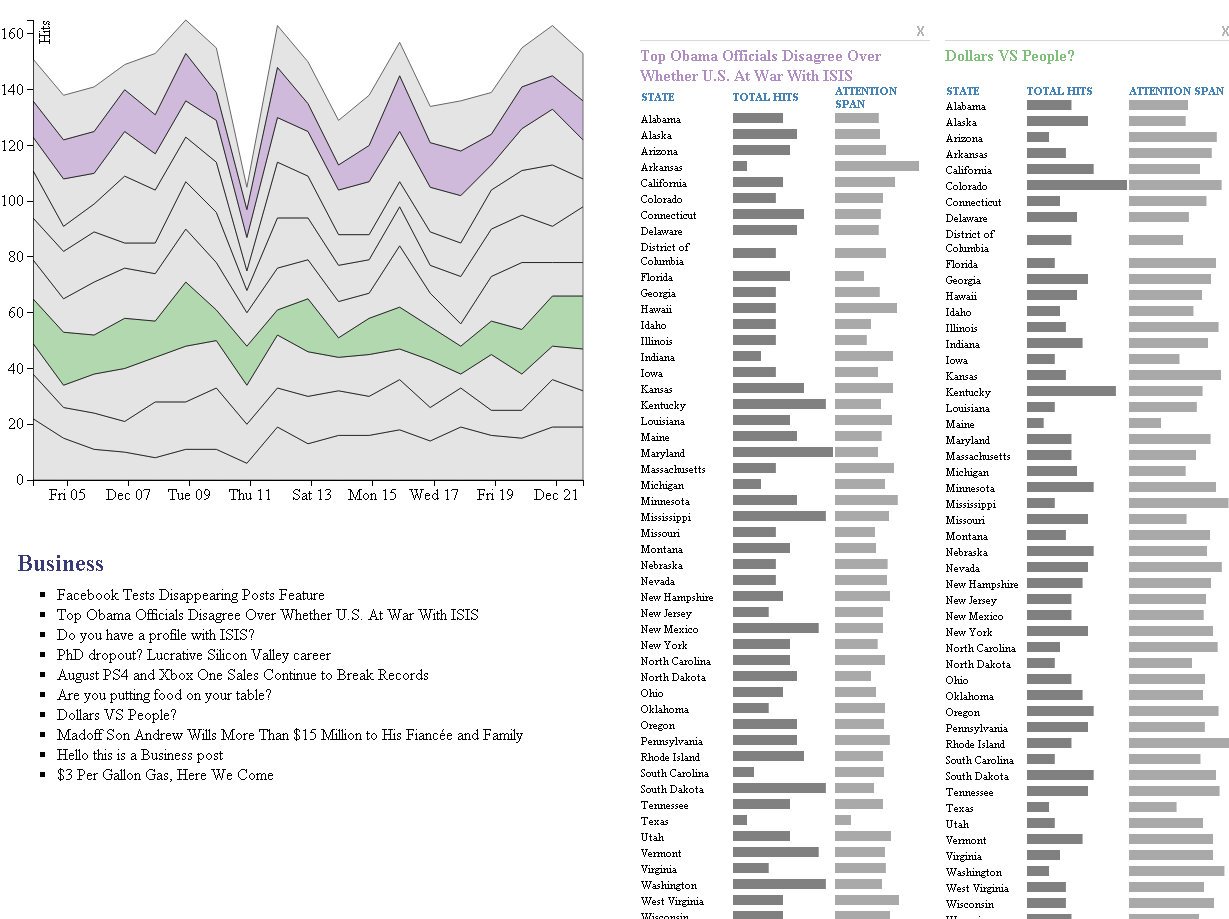 160
140
120
100
80
60
40
20
0
Hits
Fri 05 Dec 07 Tue 09 Thu 11 Sat 13 Mon 15 Wed 17 Fri 19 Dec 21
Business
Facebook Tests Disappearing Posts Feature
Top Obama Officials Disagree Over Whether U.S. At War With ISIS
Do you have a profile with ISIS?
PhD dropout? Lucrative Silicon Valley career
August PS4 and Xbox One Sales Continue to Break Records
Are you putting food on your table?
Dollars VS People?
Madoff Son Andrew Wills More Than $15 Million to His Fiancée and Family
Hello this is a Business post
$3 Per Gallon Gas, Here We Come
X
Top Obama Officials Disagree Over
Whether U.S. At War With ISIS
STATE TOTAL HITS ATTENTION
SPAN
Alabama
Alaska
Arizona
Arkansas
California
Colorado
Connecticut
Delaware
District of
Columbia
Florida
Georgia
Hawaii
Idaho
Illinois
Indiana
Iowa
Kansas
Kentucky
Louisiana
Maine
Maryland
Massachusetts
Michigan
Minnesota
Mississippi
Missouri
Montana
Nebraska
Nevada
New Hampshire
New Jersey
New Mexico
New York
North Carolina
North Dakota
Ohio
Oklahoma
Oregon
Pennsylvania
Rhode Island
South Carolina
South Dakota
Tennessee
Texas
Utah
Vermont
Virginia
Washington
West Virginia
Wisconsin
X
Dollars VS People?
STATE TOTAL HITS ATTENTION SPAN
Alabama
Alaska
Arizona
Arkansas
California
Colorado
Connecticut
Delaware
District of
Columbia
Florida
Georgia
Hawaii
Idaho
Illinois
Indiana
Iowa
Kansas
Kentucky
Louisiana
Maine
Maryland
Massachusetts
Michigan
Minnesota
Mississippi
Missouri
Montana
Nebraska
Nevada
New Hampshire
New Jersey
New Mexico
New York
North Carolina
North Dakota
Ohio
Oklahoma
Oregon
Pennsylvania
Rhode Island
South Carolina
South Dakota
Tennessee
Texas
Utah
Vermont
Virginia
Washington
West Virginia
Wisconsin